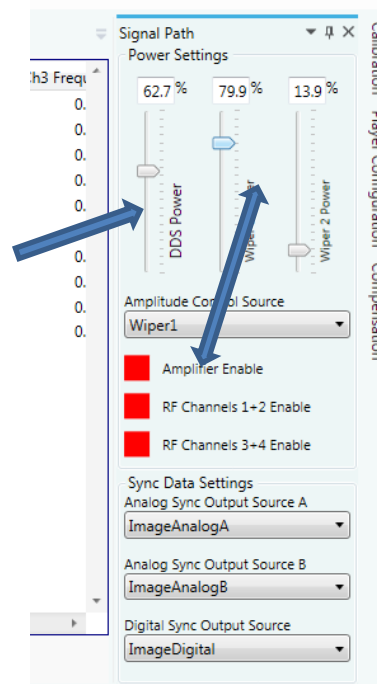 Signal Path
Power Settings
Ch3 Frequ
62.7 % 79.9 % 13.9 %
0.
0.
0.
0.
0.
0.
0.
0.
0.
DDS Power
Wiper
Wiper 2 Power
Amplitude Control Source
Wiper1
Amplifier Enable
RF Channels 1+2 Enable
RF Channels 3+4 Enable
Sync Data Settings
Analog Sync Output Source A
ImageAnalogA
Analog Sync Output Source B
ImageAnalogB
Digital Sync Output Source
ImageDigital
Calibration
Player Configuration
Compensation